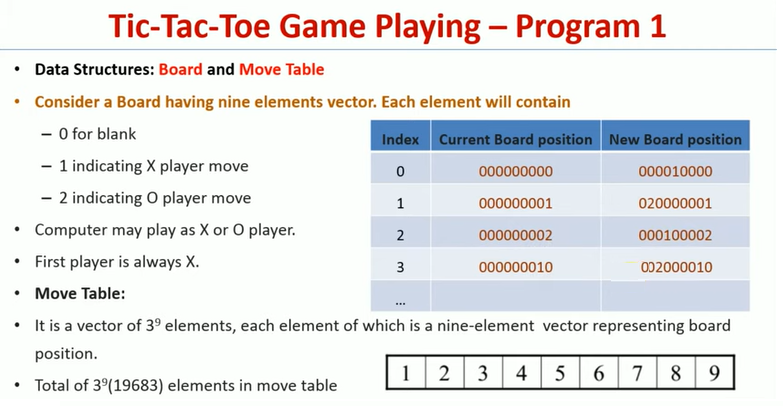 Tic-Tac-Toe Game Playing – Program 1
• Data Structures: Board and Move Table
• Consider a Board having nine elements vector. Each element will contain
– 0 for blank
– 1 indicating X player move
– 2 indicating O player move
• Computer may play as X or O player.
• First player is always X.
• Move Table:
Index Current Board position New Board position
0 000000000 000010000
1 000000001 020000001
2 000000002 000100002
3 000000010 002000010
...
• It is a vector of 3⁹ elements, each element of which is a nine-element vector representing board
position.
• Total of 3⁹(19683) elements in move table
1 2 3 4 5 6 7 8 9